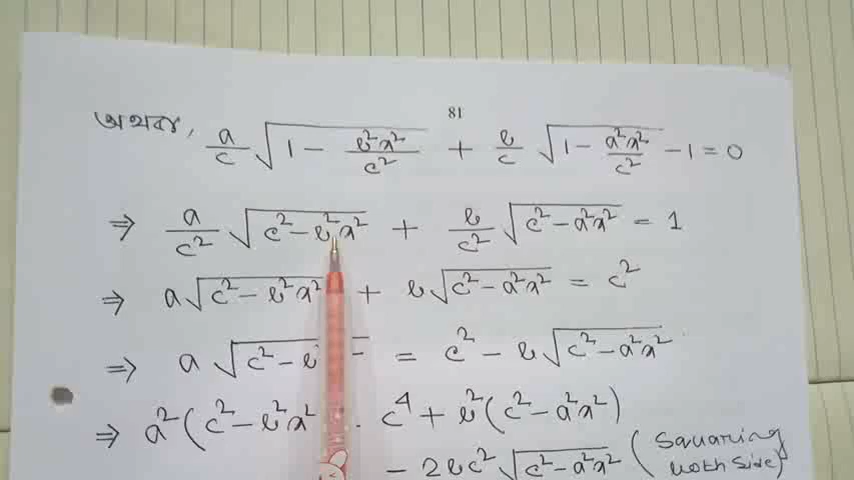 81
অথবা, a/c √(1 - b²x²/c²) + b/c √(1 - a²x²/c²) - 1 = 0
⇒ a/c² √(c² - b²x²) + b/c² √(c² - a²x²) = 1
⇒ a√(c² - b²x²) + b√(c² - a²x²) = c²
⇒ a √(c² - b = c² - b√(c² - a²x²)
⇒ a²(c² - b²x² c⁴ + b²(c² - a²x²)
- 2bc² √(c² - a²x²) (Squaring
both side)